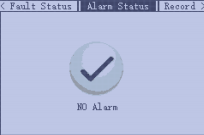 < Fault Status Alarm Status Record >
NO Alarm